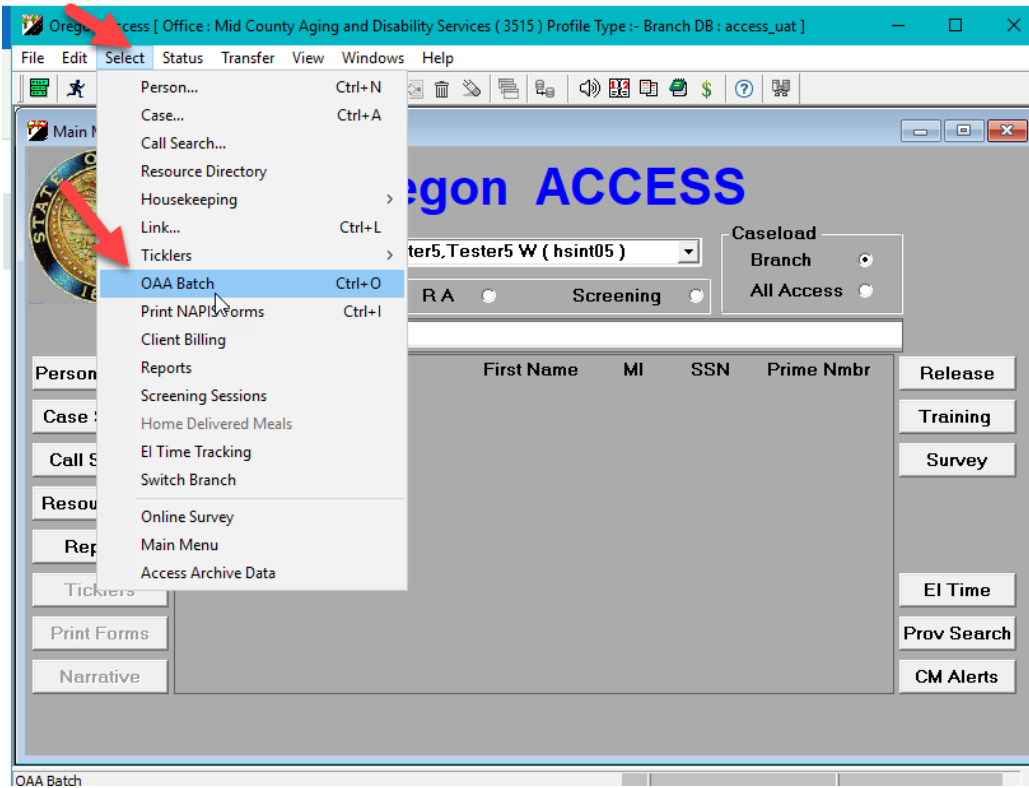 Oregon Access [ Office : Mid County Aging and Disability Services ( 3515 ) Profile Type :- Branch DB : access_uat ]
File Edit Select Status Transfer View Windows Help
Person... Ctrl+N
Case... Ctrl+A
Call Search...
Resource Directory
Housekeeping
Link... Ctrl+L
Ticklers
OAA Batch Ctrl+O
Print NAPIS Forms Ctrl+I
Client Billing
Reports
Screening Sessions
Home Delivered Meals
EI Time Tracking
Switch Branch
Online Survey
Main Menu
Access Archive Data
Main M
STATE O
egon ACCESS
ter5,Tester5 W ( hsint05 )
Caseload
Branch
All Access
R A Screening
First Name MI SSN Prime Nmbr
Person
Case S
Call S
Resou
Rep
Ticklers
Print Forms
Narrative
Release
Training
Survey
EI Time
Prov Search
CM Alerts
OAA Batch